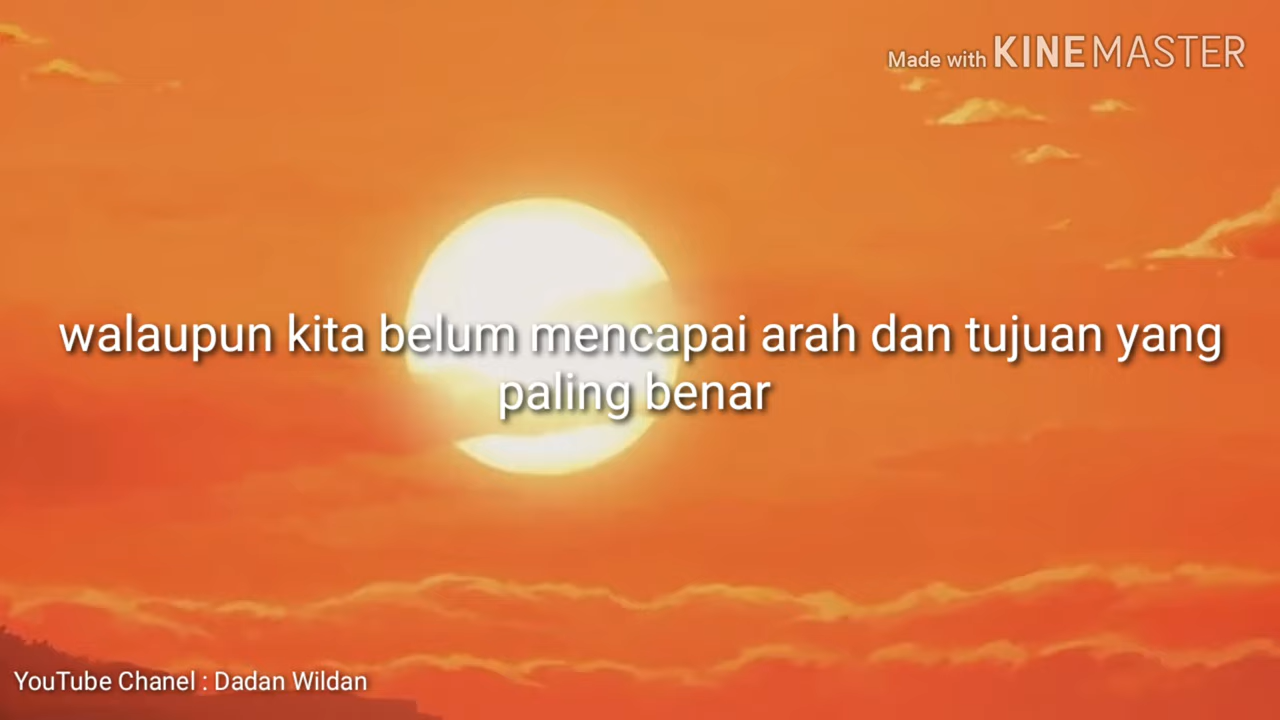 Made with KINEMASTER
walaupun kita belum mencapai arah dan tujuan yang
paling benar
YouTube Chanel : Dadan Wildan